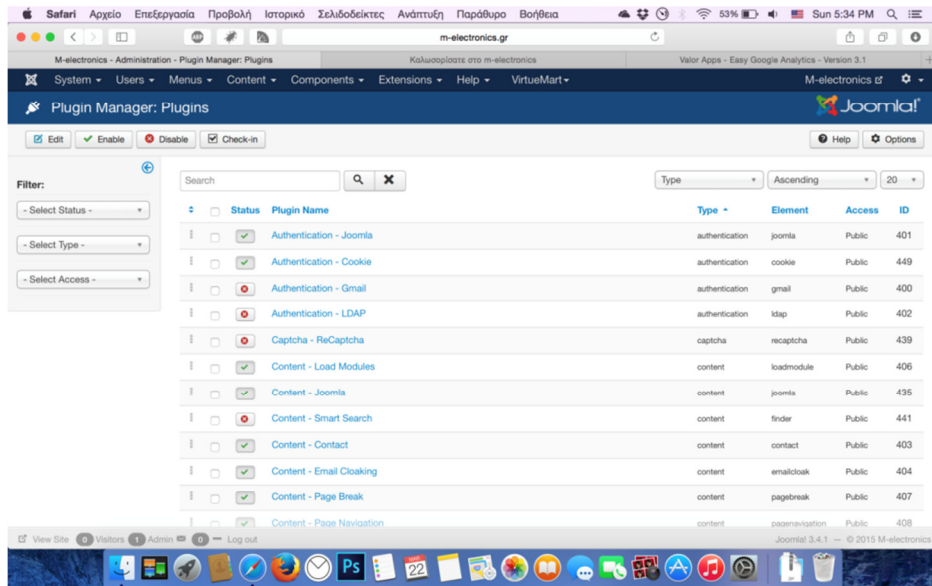 Safari Αρχείο Επεξεργασία Προβολή Ιστορικό Σελιδοδείκτες Ανάπτυξη Παράθυρο Βοήθεια 53% Sun 5:34 PM
ABP m-electronics.gr
M-electronics - Administration - Plugin Manager: Plugins Καλωσορίσατε στο m-electronics Valor Apps - Easy Google Analytics - Version 3.1
System Users Menus Content Components Extensions Help VirtueMart M-electronics
Plugin Manager: Plugins Joomla!
Edit Enable Disable Check-in Help Options
Filter: Search Type Ascending 20
- Select Status - Status Plugin Name Type Element Access ID
Authentication - Joomla authentication joomla Public 401
- Select Type - Authentication - Cookie authentication cookie Public 449
- Select Access - Authentication - Gmail authentication gmail Public 400
Authentication - LDAP authentication ldap Public 402
Captcha - ReCaptcha captcha recaptcha Public 439
Content - Load Modules content loadmodule Public 406
Content - Joomla content joomla Public 435
Content - Smart Search content finder Public 441
Content - Contact content contact Public 403
Content - Email Cloaking content emailcloak Public 404
Content - Page Break content pagebreak Public 407
Content - Page Navigation content pagenavigation Public 408
View Site 0 Visitors 1 Admin 0 Log out Joomla! 3.4.1 — © 2015 M-electronics
Ps 22